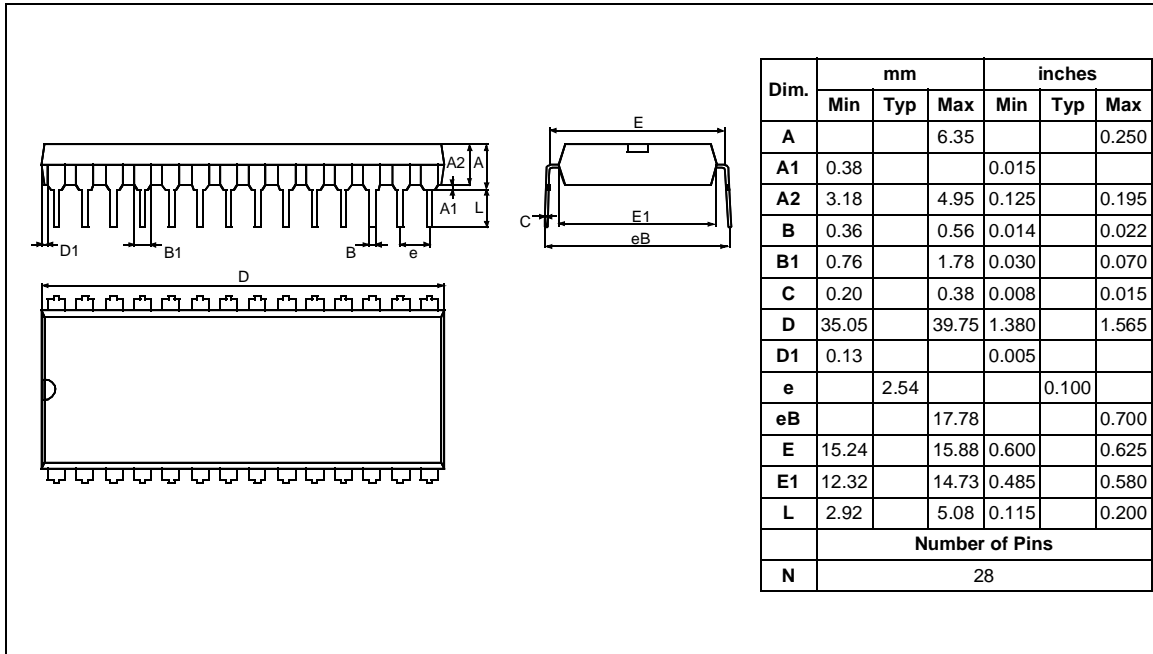 E
A2
A
A1
L
C
E1
eB
D1
B1
B
e
D
Dim. mm inches
Min Typ Max Min Typ Max
A 6.35 0.250
A1 0.38 0.015
A2 3.18 4.95 0.125 0.195
B 0.36 0.56 0.014 0.022
B1 0.76 1.78 0.030 0.070
C 0.20 0.38 0.008 0.015
D 35.05 39.75 1.380 1.565
D1 0.13 0.005
e 2.54 0.100
eB 17.78 0.700
E 15.24 15.88 0.600 0.625
E1 12.32 14.73 0.485 0.580
L 2.92 5.08 0.115 0.200
Number of Pins
N 28